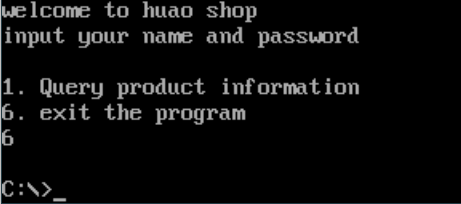 welcome to huao shop
input your name and password
1. Query product information
6. exit the program
6
C:\>_